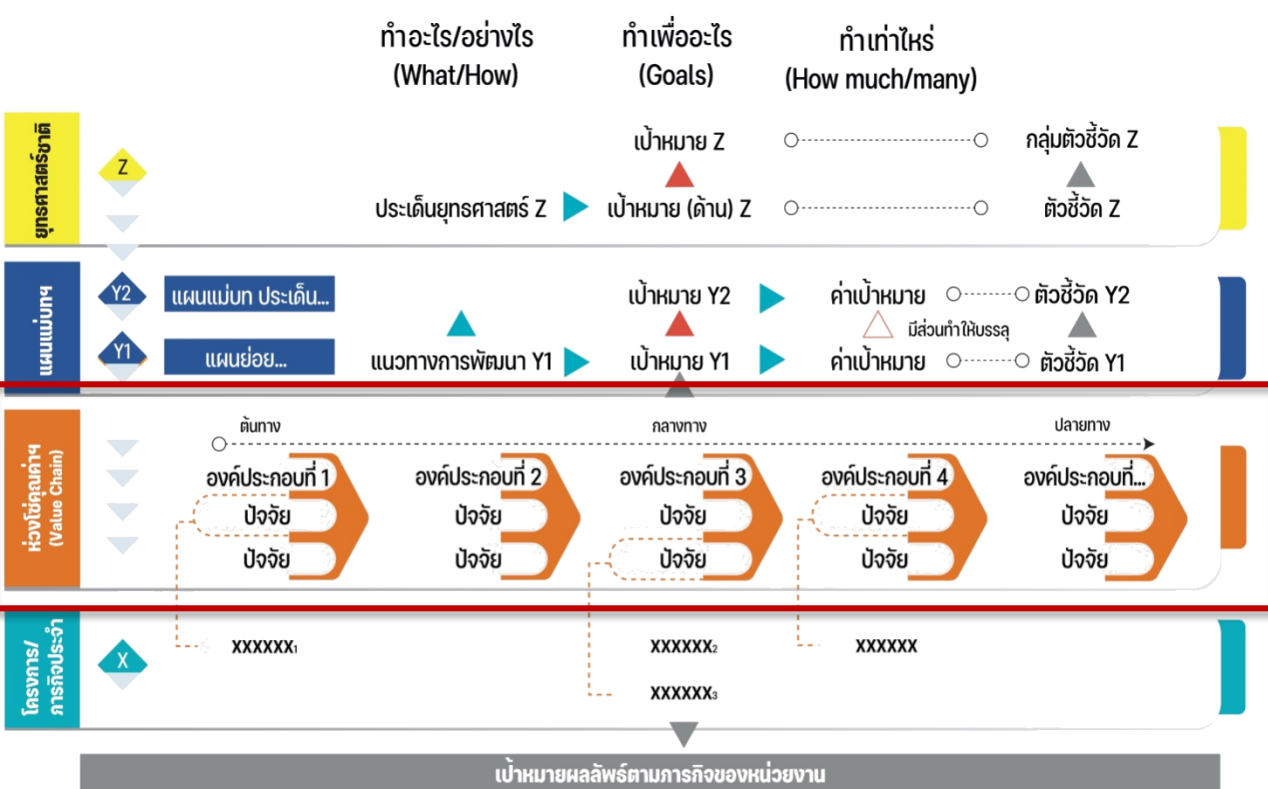 ทำอะไร/อย่างไร
(What/How)
ทำเพื่ออะไร
(Goals)
ทำเท่าไหร่
(How much/many)
ยุทธศาสตร์ชาติ
Z
เป้าหมาย Z
กลุ่มตัวชี้วัด Z
ประเด็นยุทธศาสตร์ Z
เป้าหมาย (ด้าน) Z
ตัวชี้วัด Z
แผนแม่บทฯ
Y2
แผนแม่บท ประเด็น...
เป้าหมาย Y2
ค่าเป้าหมาย
ตัวชี้วัด Y2
มีส่วนทำให้บรรลุ
Y1
แผนย่อย...
แนวทางการพัฒนา Y1
เป้าหมาย Y1
ค่าเป้าหมาย
ตัวชี้วัด Y1
ห่วงโซ่คุณค่าฯ
(Value Chain)
ต้นทาง
กลางทาง
ปลายทาง
องค์ประกอบที่ 1
องค์ประกอบที่ 2
องค์ประกอบที่ 3
องค์ประกอบที่ 4
องค์ประกอบที่...
ปัจจัย
ปัจจัย
ปัจจัย
ปัจจัย
ปัจจัย
ปัจจัย
ปัจจัย
ปัจจัย
ปัจจัย
ปัจจัย
โครงการ/
ภารกิจประจำ
X
XXXXXX1
XXXXXX2
XXXXXX
XXXXXX3
เป้าหมายผลลัพธ์ตามภารกิจของหน่วยงาน